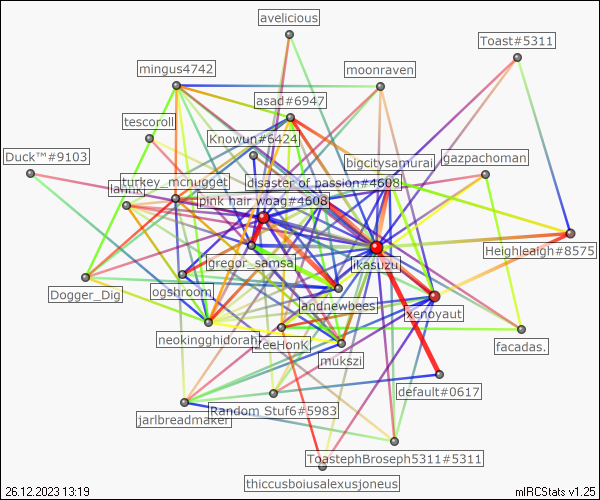 avelicious
Toast#5311
mingus4742
moonraven
asad#6947
tescoroll
Knowun#6424
Duck™#9103
bigcitysamurai
gazpachoman
turkey_mcnugget
disaster of passion#4608
pink hair woag#4608
Heighleaigh#8575
gregor_samsa
ikasuzu
Dogger_Dig
ogshroom
andnewbees
xenoyaut
neokingghidorah
zeeHonK
mukszi
facadas.
default#0617
Random Stuf6#5983
jarlbreadmaker
ToastephBroseph5311#5311
thiccusboiusalexusjoneus
26.12.2023 13:19
mIRCStats v1.25